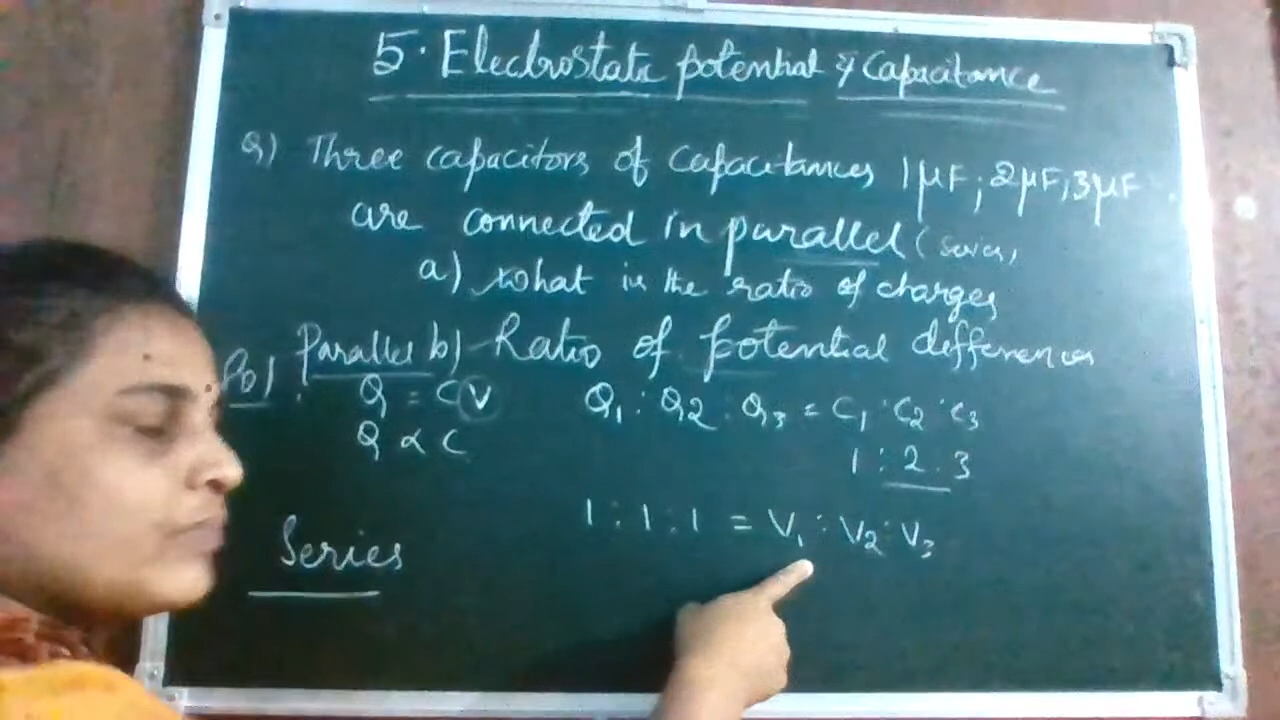 5. Electrostatic potential & Capacitance
Q) Three capacitors of capacitances 1μF; 2μF, 3μF
are connected in parallel (series,
a) what is the ratio of charges
Parallel b) Ratio of potential differences
Q = CV Q₁ : Q₂ : Q₃ = C₁ : C₂ : C₃
Q ∝ C 1 : 2 : 3
1 : 1 : 1 = V₁ : V₂ : V₃
Series